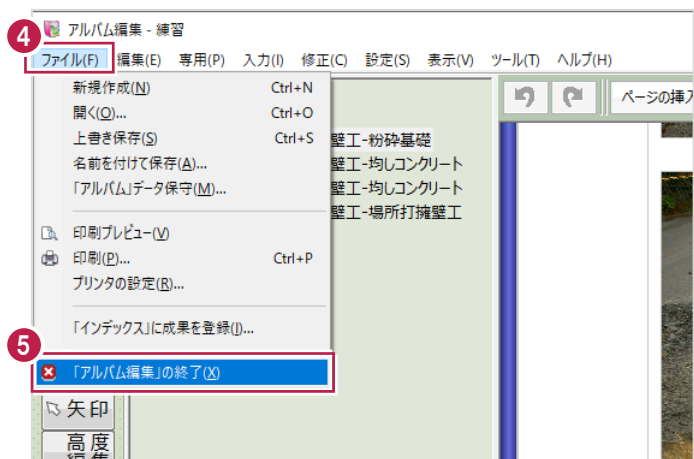 4
アルバム編集 - 練習
ファイル(F) 編集(E) 専用(P) 入力(I) 修正(C) 設定(S) 表示(V) ツール(T) ヘルプ(H)
新規作成(N) Ctrl+N
開く(O)... Ctrl+O
上書き保存(S) Ctrl+S
名前を付けて保存(A)...
「アルバム」データ保守(M)...
印刷プレビュー(V)
印刷(P)... Ctrl+P
プリンタの設定(R)...
「インデックス」に成果を登録(J)...
5
「アルバム編集」の終了(X)
ページの挿入
壁工-粉砕基礎
壁工-均しコンクリート
壁工-均しコンクリート
壁工-場所打擁壁工
矢印
高度
編集